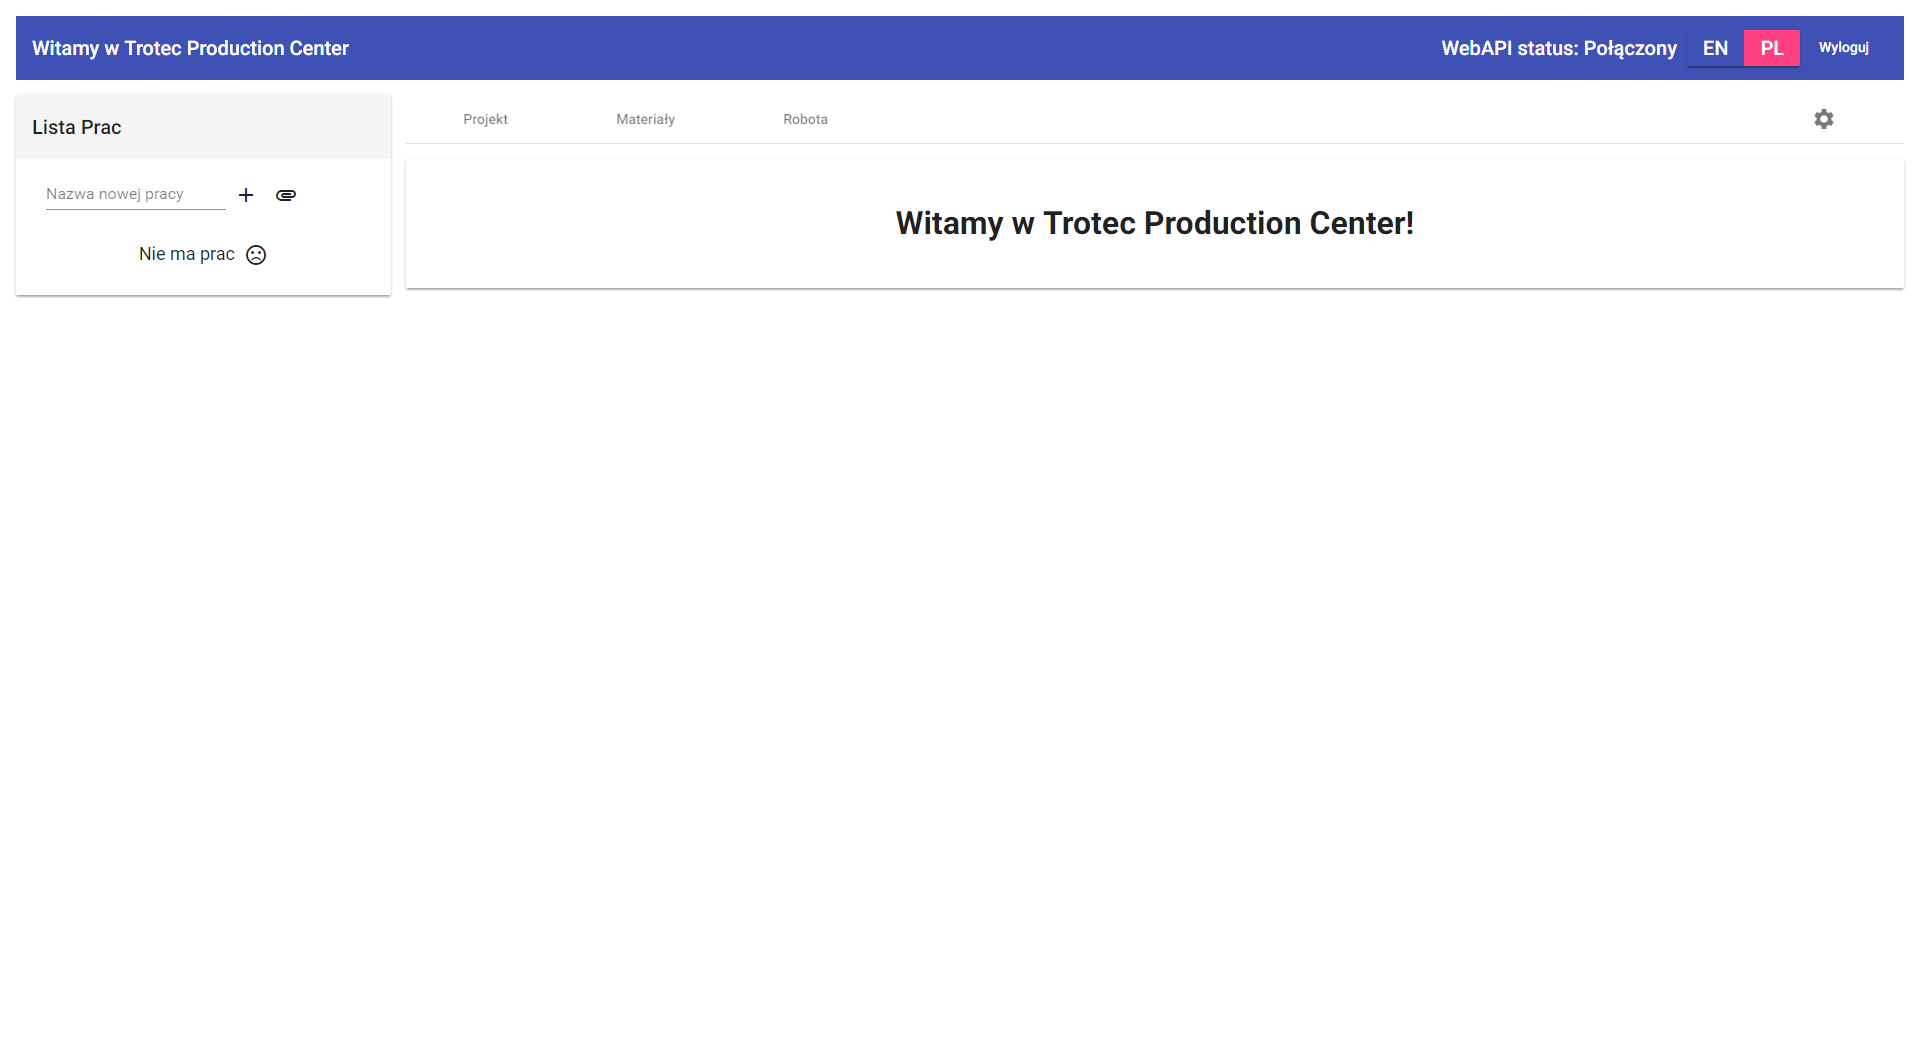 Witamy w Trotec Production Center
WebAPI status: Połączony
EN
PL
Wyloguj
Lista Prac
Nazwa nowej pracy
Nie ma prac
Projekt
Materiały
Robota
Witamy w Trotec Production Center!